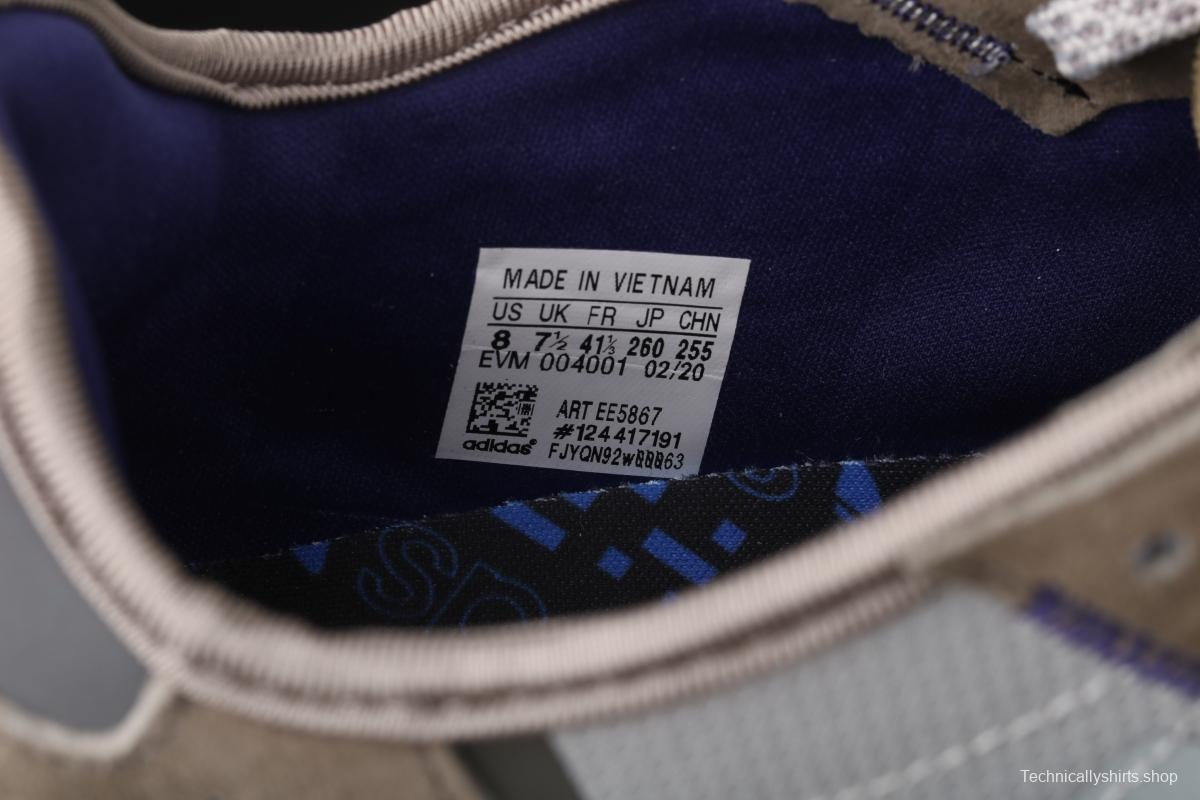 MADE IN VIETNAM
US UK FR JP CHN
8 7½ 41⅓ 260 255
EVM 004001 02/20
ART EE5867
#124417191
adidas®
Technicallyshirts.shop